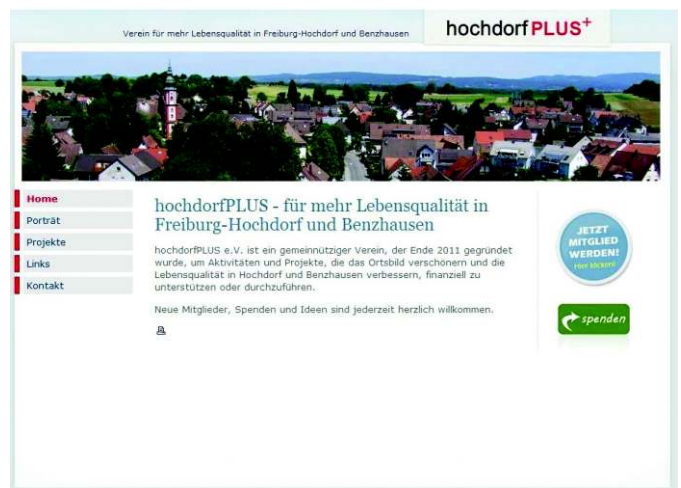 Verein für mehr Lebensqualität in Freiburg-Hochdorf und Benzhausen
hochdorf PLUS+
Home
Porträt
Projekte
Links
Kontakt
hochdorfPLUS - für mehr Lebensqualität in
Freiburg-Hochdorf und Benzhausen
hochdorfPLUS e.V. ist ein gemeinnütziger Verein, der Ende 2011 gegründet
wurde, um Aktivitäten und Projekte, die das Ortsbild verschönern und die
Lebensqualität in Hochdorf und Benzhausen verbessern, finanziell zu
unterstützen oder durchzuführen.
Neue Mitglieder, Spenden und Ideen sind jederzeit herzlich willkommen.
JETZT
MITGLIED
WERDEN!
Hier klicken!
spenden